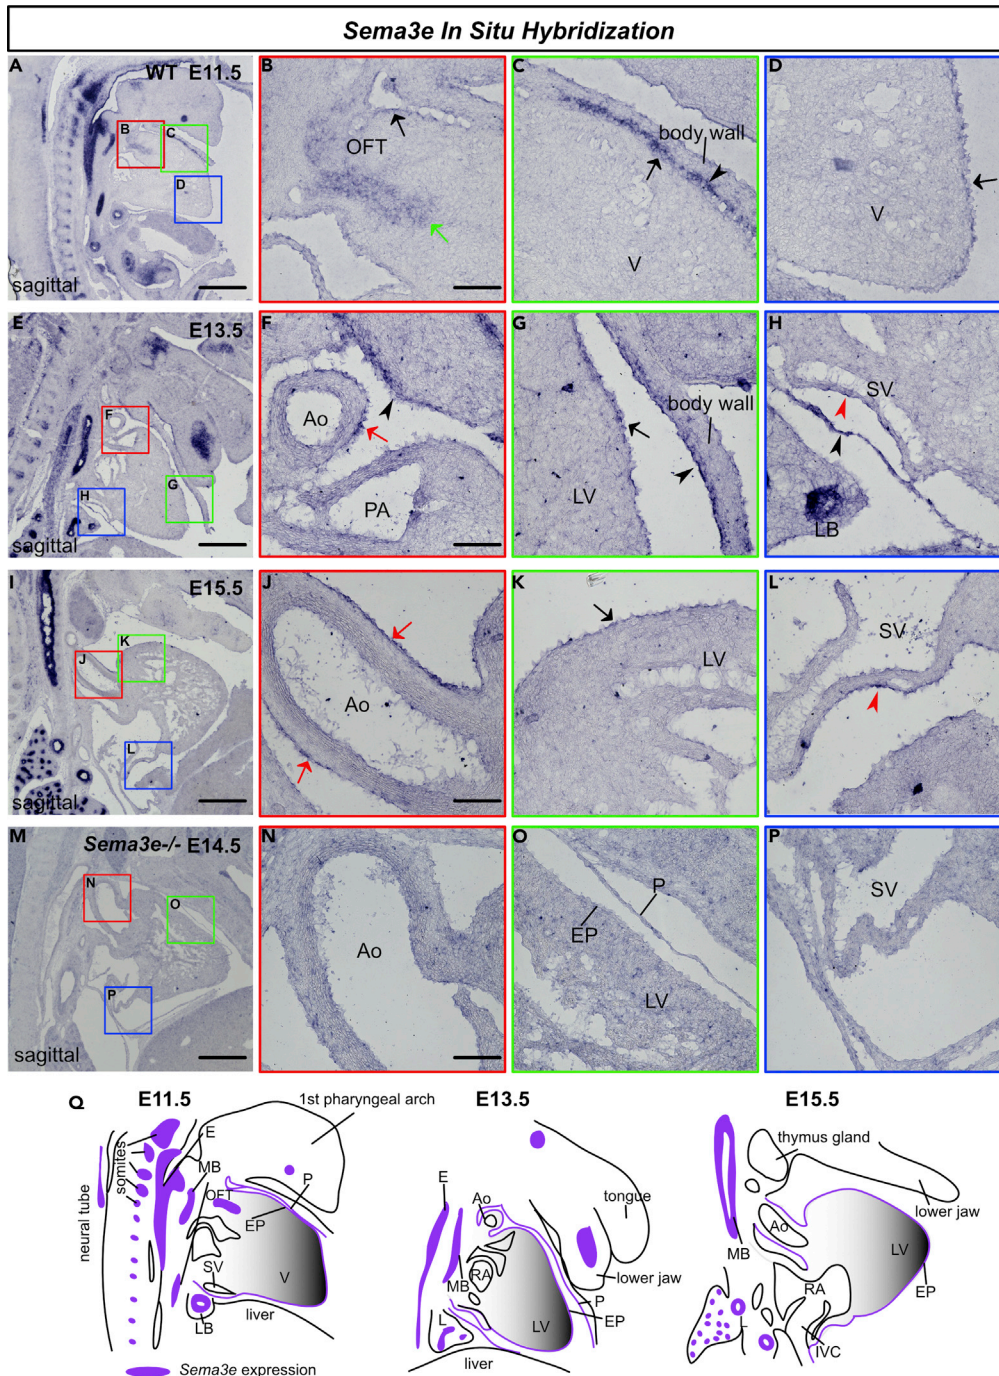 Sema3e In Situ Hybridization
A
WT E11.5
B
C
D
sagittal
B
OFT
C
body wall
V
D
V
E
E13.5
F
G
H
sagittal
F
Ao
PA
G
body wall
LV
H
SV
LB
I
E15.5
J
K
L
sagittal
J
Ao
K
LV
L
SV
M
Sema3e-/- E14.5
N
O
P
sagittal
N
Ao
O
P
EP
LV
P
SV
Q
E11.5
E13.5
E15.5
1st pharyngeal arch
E
somites
MB
OFT
P
EP
neural tube
SV
V
LB
liver
E
Ao
tongue
RA
MB
lower jaw
P
L
LV
EP
liver
thymus gland
lower jaw
Ao
MB
LV
RA
EP
IVC
Sema3e expression